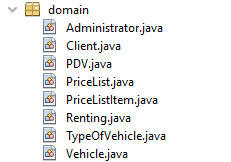 domain
Administrator.java
Client.java
PDV.java
PriceList.java
PriceListItem.java
Renting.java
TypeOfVehicle.java
Vehicle.java